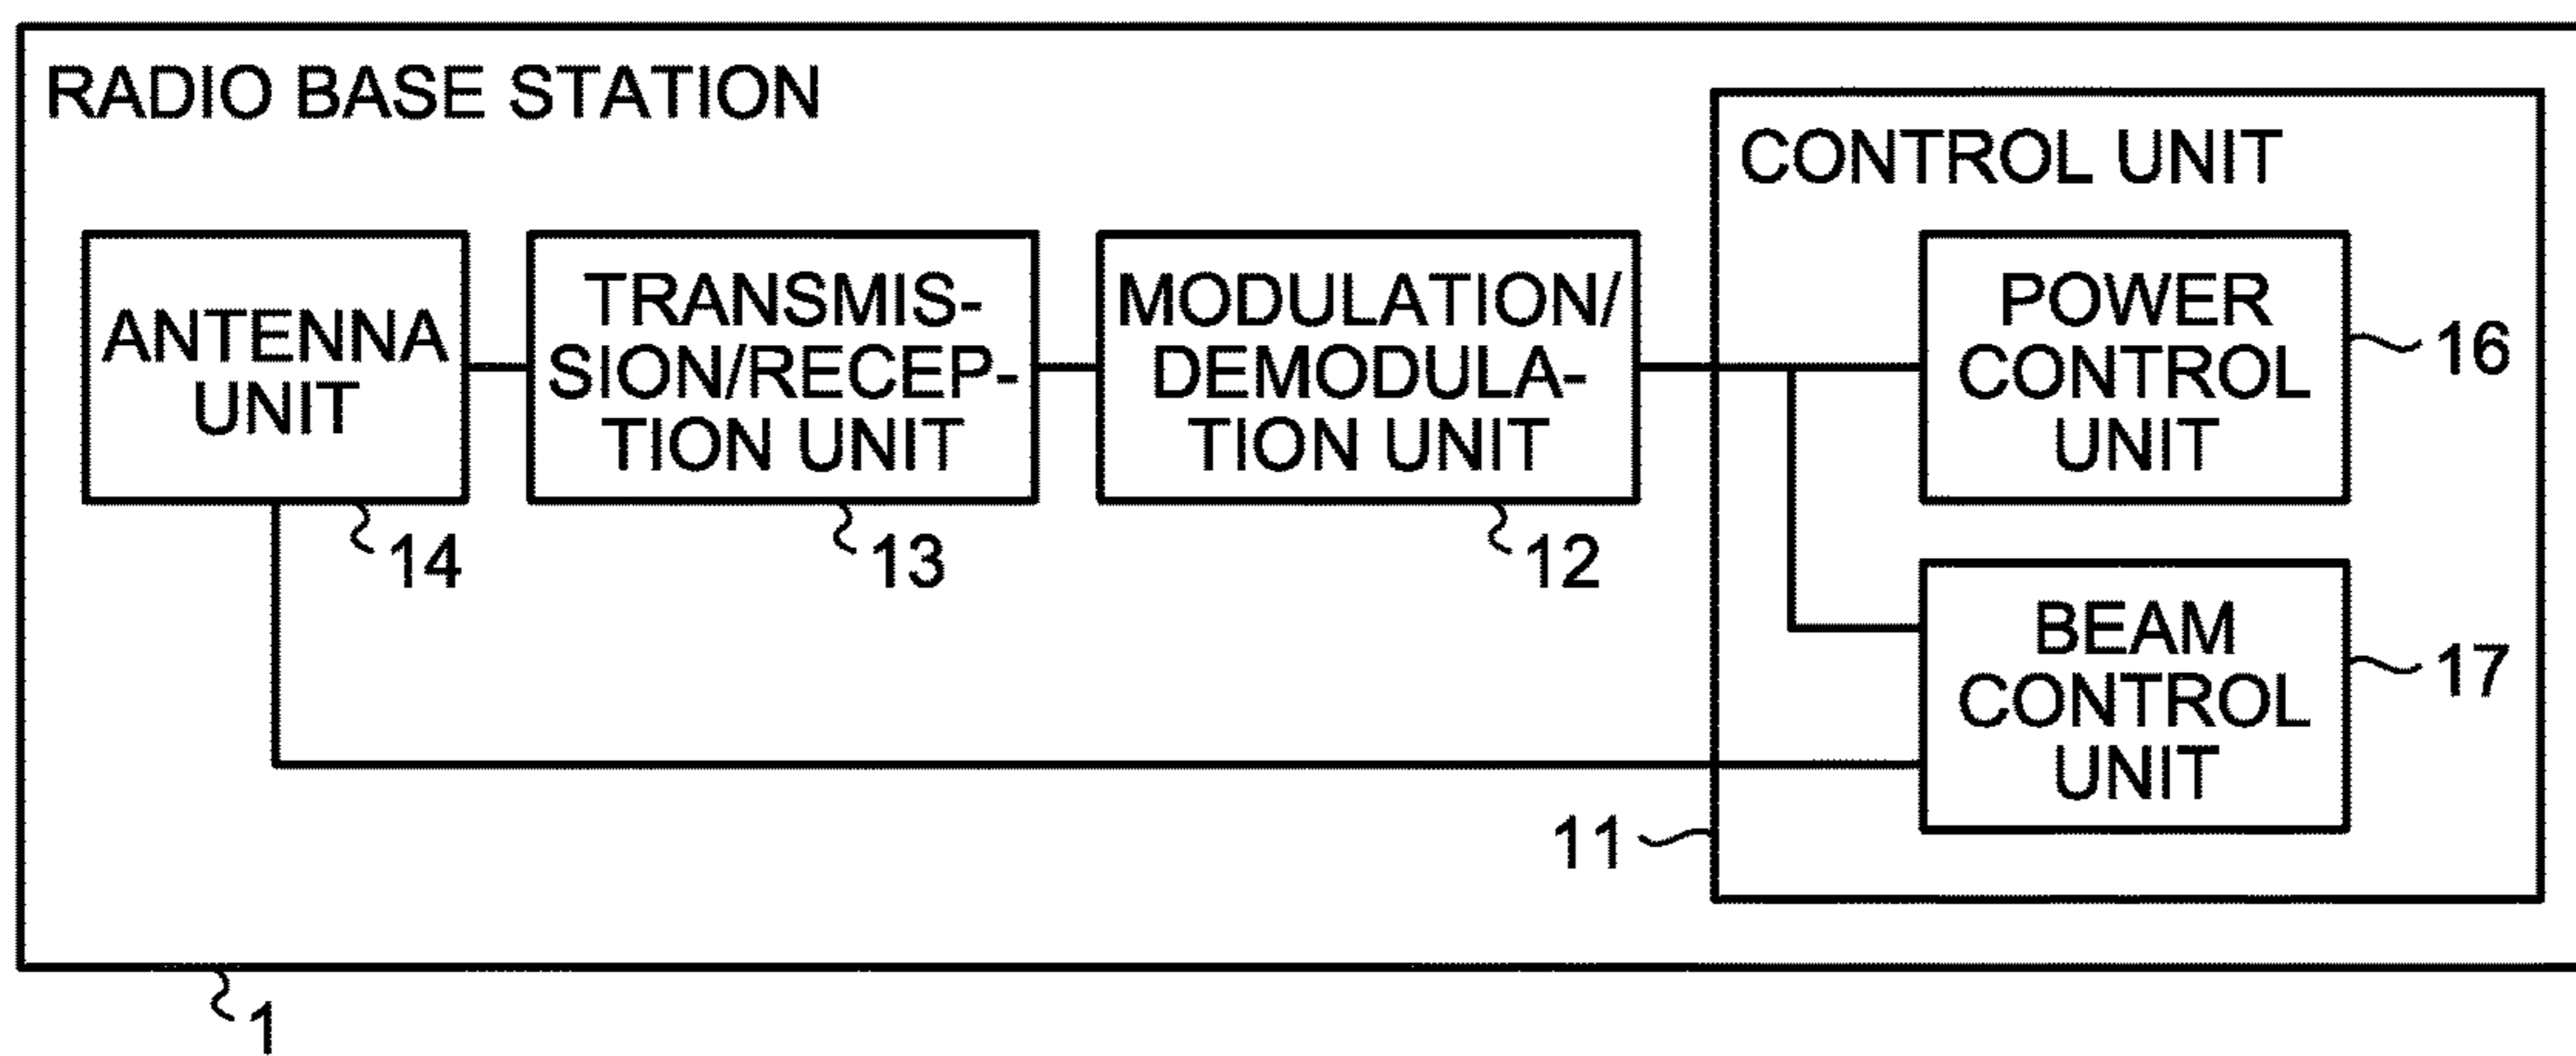 RADIO BASE STATION
CONTROL UNIT
ANTENNA
UNIT
14
TRANSMIS-
SION/RECEP-
TION UNIT
13
MODULATION/
DEMODULA-
TION UNIT
12
POWER
CONTROL
UNIT
16
BEAM
CONTROL
UNIT
17
11
1